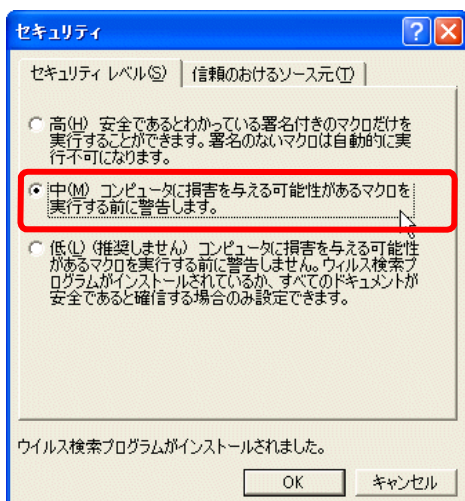 セキュリティ
セキュリティ レベル(S)
信頼のおけるソース元(T)
高(H) 安全であるとわかっている署名付きのマクロだけを
実行することができます。署名のないマクロは自動的に実
行不可になります。
中(M) コンピュータに損害を与える可能性があるマクロを
実行する前に警告します。
低(L) (推奨しません) コンピュータに損害を与える可能性
があるマクロを実行する前に警告しません。ウィルス検索プ
ログラムがインストールされているか、すべてのドキュメントが
安全であると確信する場合のみ設定できます。
ウイルス検索プログラムがインストールされました。
OK
キャンセル